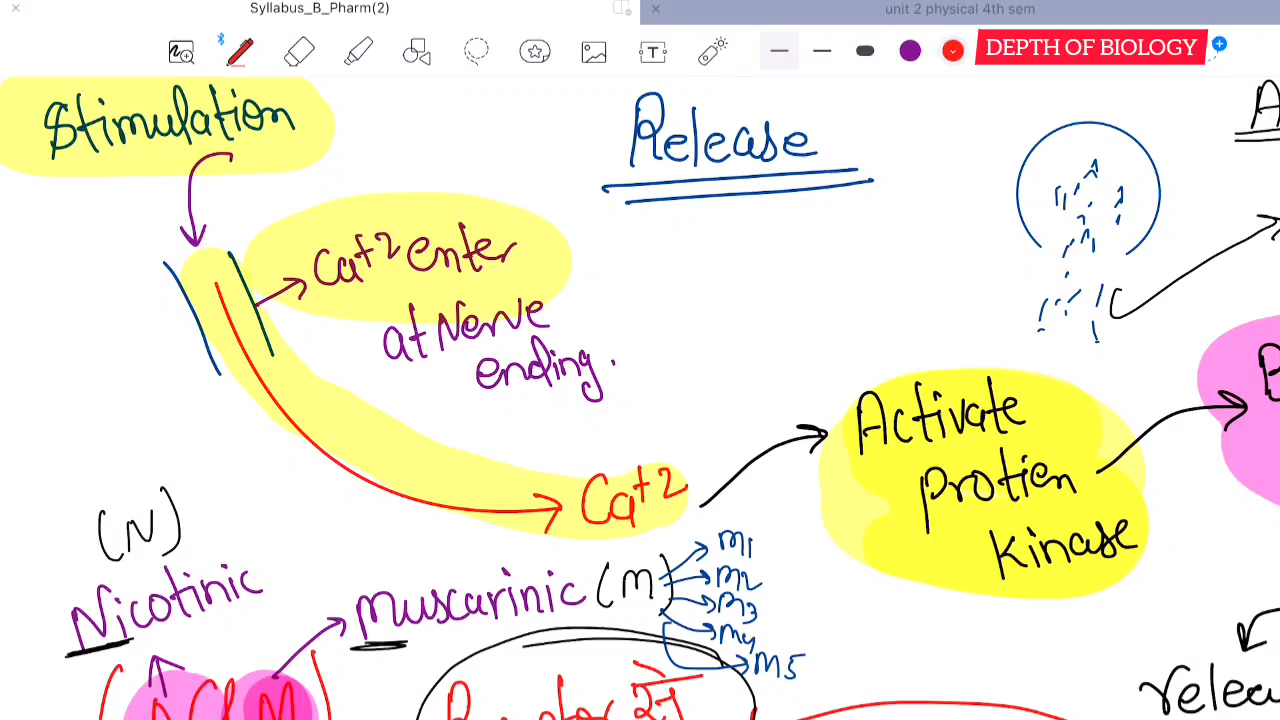 Syllabus_B_Pharm(2)
unit 2 physical 4th sem
DEPTH OF BIOLOGY
Stimulation
Release
A
Ca+2 enter
at Nerve
ending.
Activate
protien
kinase
B
Ca+2
(N)
Nicotinic
muscarinic (M)
m1
m2
m3
m4
m5
relea